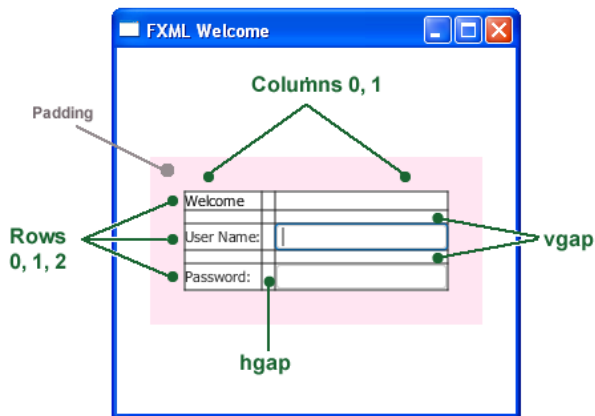 FXML Welcome
Columns 0, 1
Padding
Welcome
User Name:
Rows
0, 1, 2
vgap
Password:
hgap